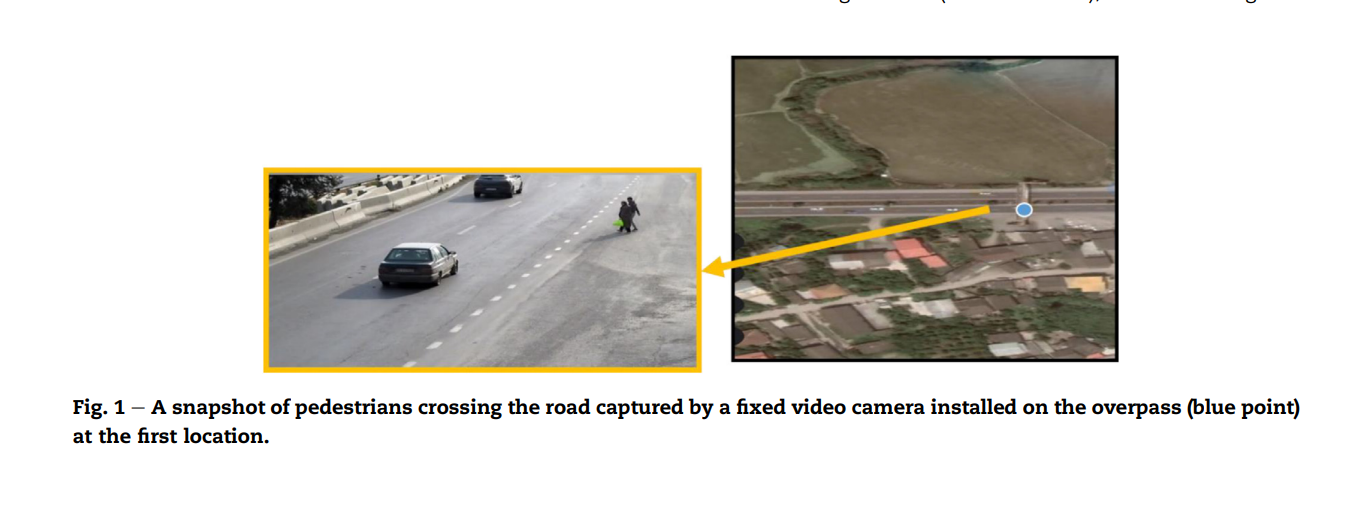 Fig. 1 – A snapshot of pedestrians crossing the road captured by a fixed video camera installed on the overpass (blue point)
at the first location.